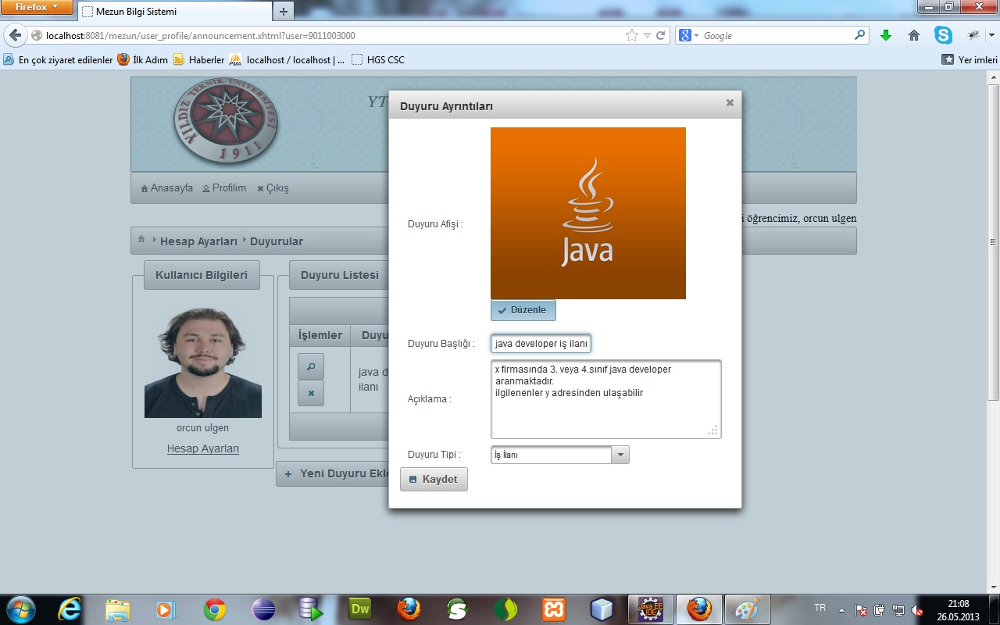 Firefox
Mezun Bilgi Sistemi
localhost:8081/mezun/user_profile/announcement.xhtml?user=9011003000
Google
En çok ziyaret edilenler
İlk Adım
Haberler
localhost / localhost | ...
HGS CSC
Yer imleri
YILDIZ TEKNİK ÜNİVERSİTESİ
1911
YT
Anasayfa
Profilim
Çıkış
i öğrencimiz, orcun ulgen
Hesap Ayarları
Duyurular
Kullanıcı Bilgileri
orcun ulgen
Hesap Ayarları
Duyuru Listesi
İşlemler
Duyu
java d
ilanı
Yeni Duyuru Ekle
Duyuru Ayrıntıları
Duyuru Afişi :
Java
Düzenle
Duyuru Başlığı :
java developer iş ilanı
Açıklama :
x firmasında 3. veya 4.sınıf java developer
aranmaktadır.
ilgilenenler y adresinden ulaşabilir
Duyuru Tipi :
İş İlanı
Kaydet
Dw
Java EE
IDE
TR
21:08
26.05.2013